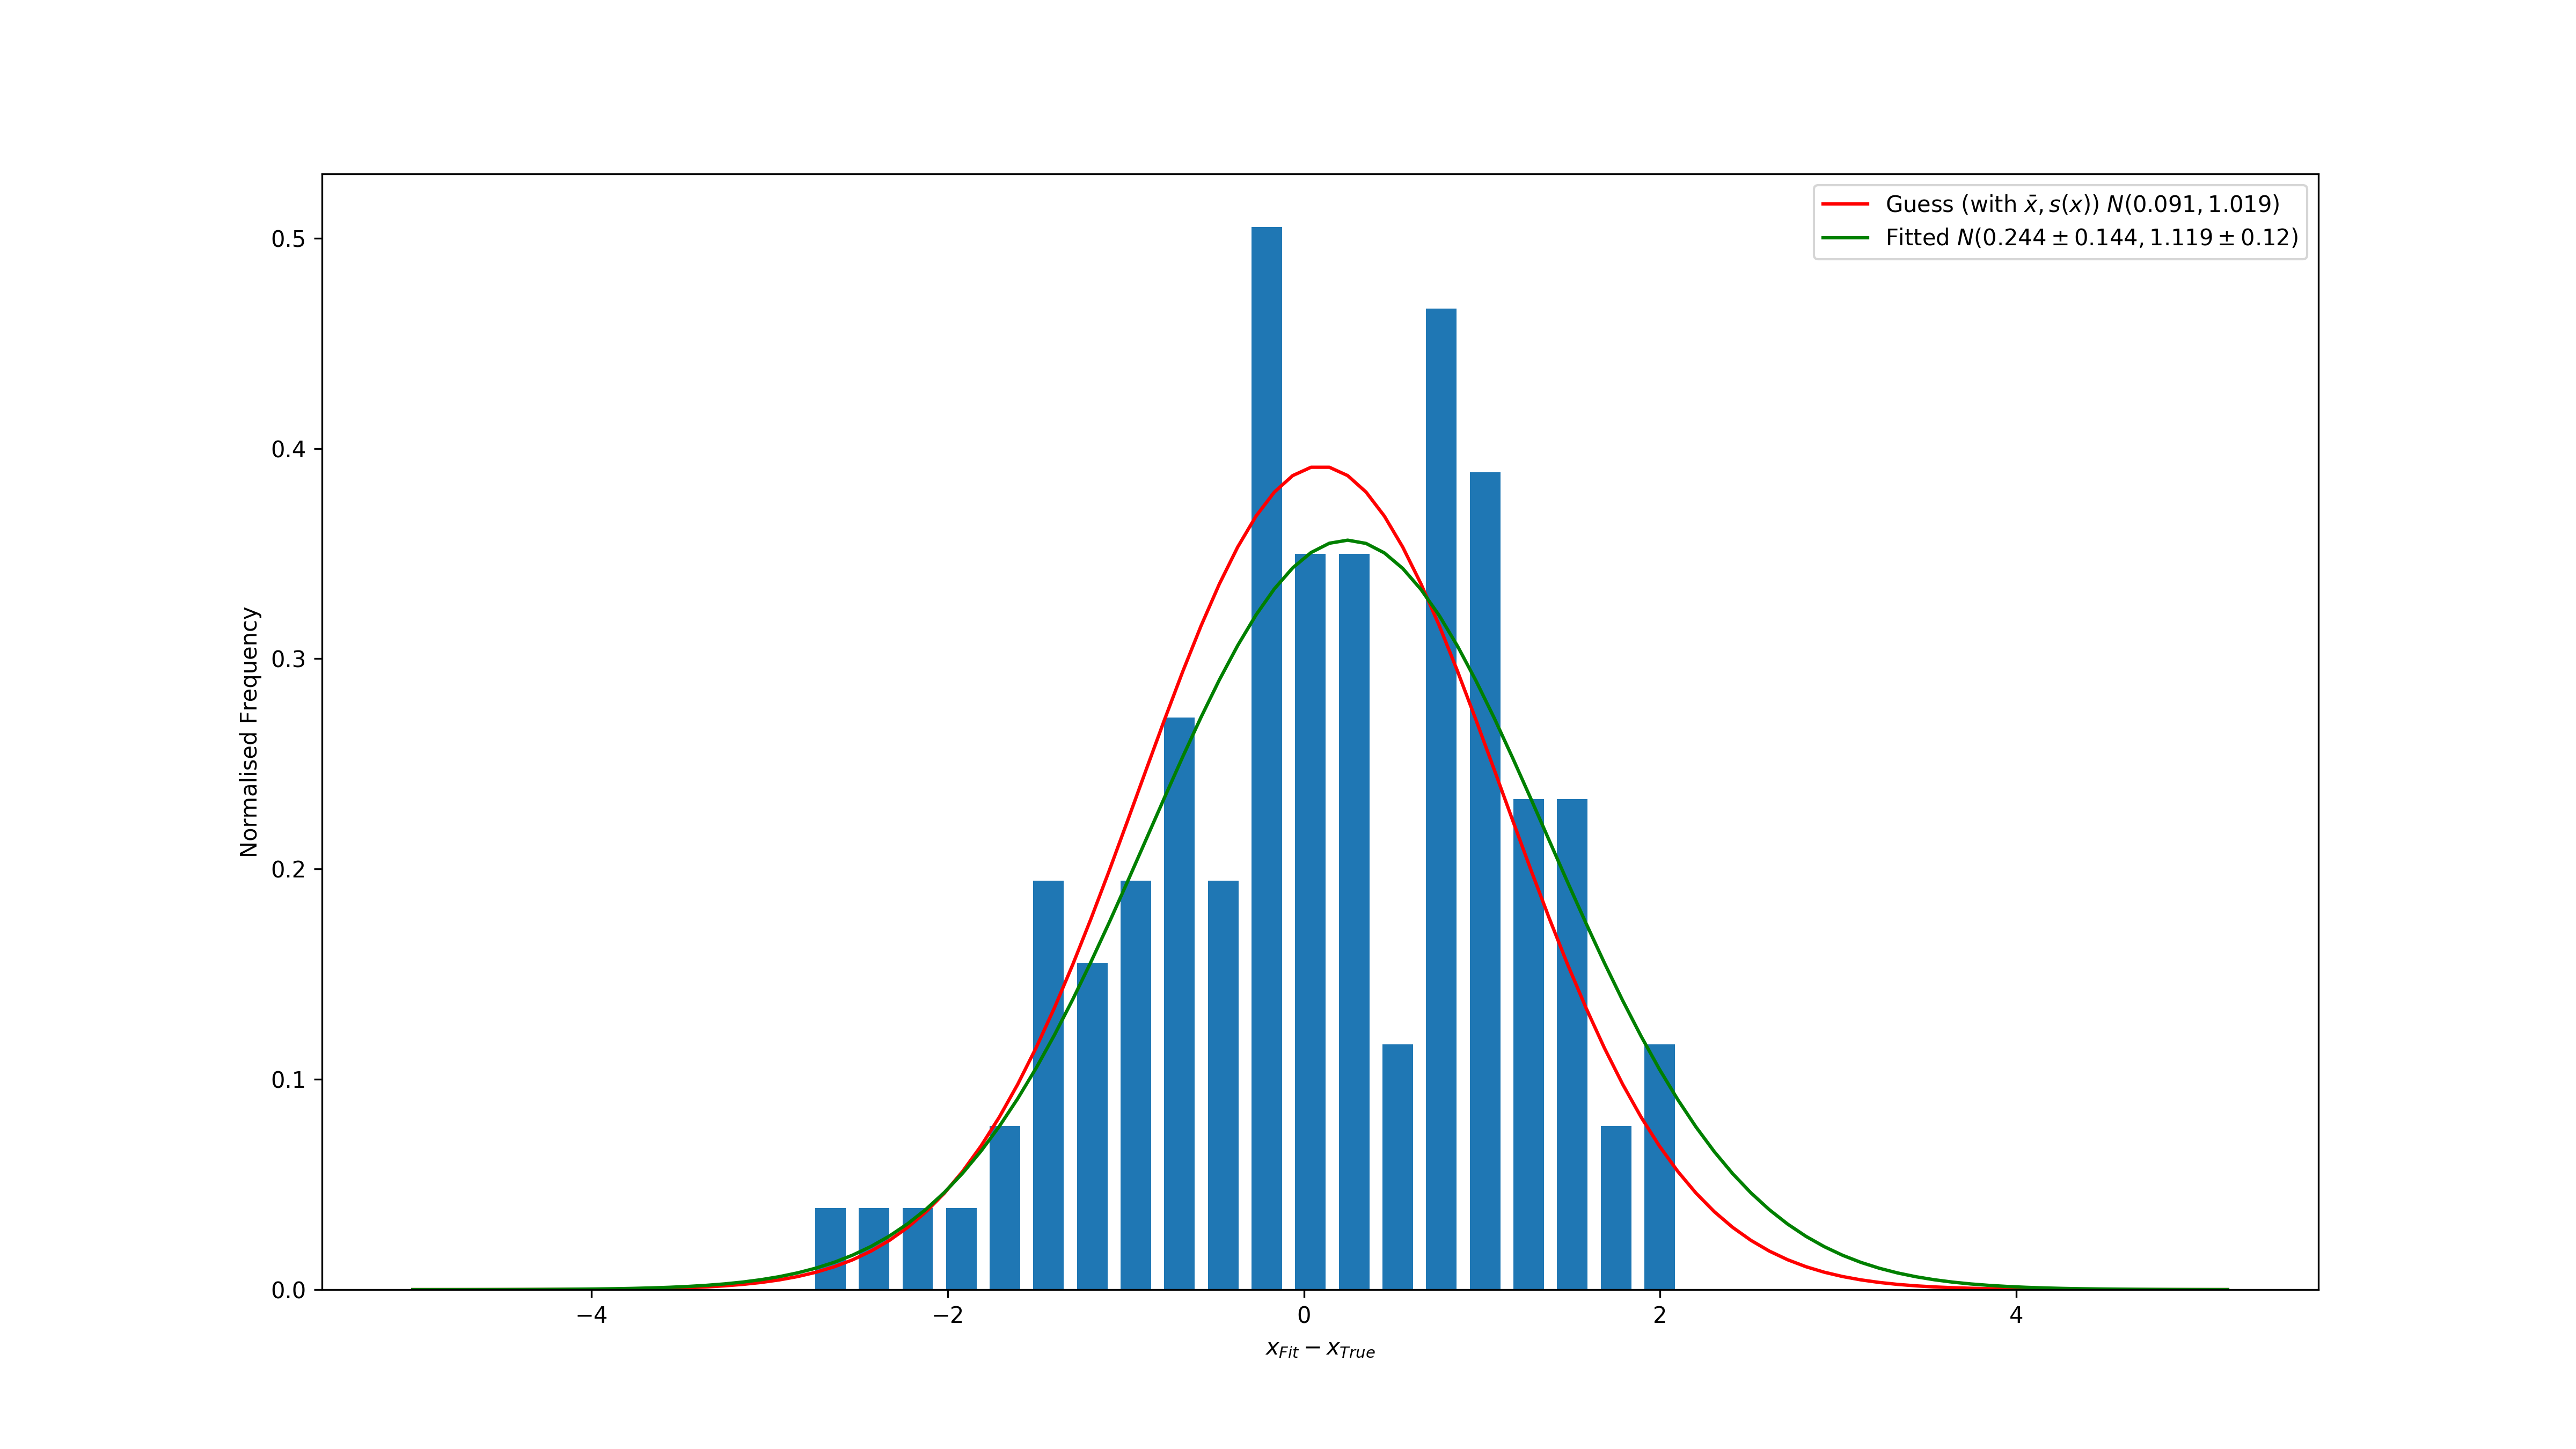 Guess (with x̄, s(x)) N(0.091, 1.019)
Fitted N(0.244 ± 0.144, 1.119 ± 0.12)
0.5
0.4
0.3
0.2
0.1
0.0
Normalised Frequency
−4
−2
0
2
4
x_Fit − x_True